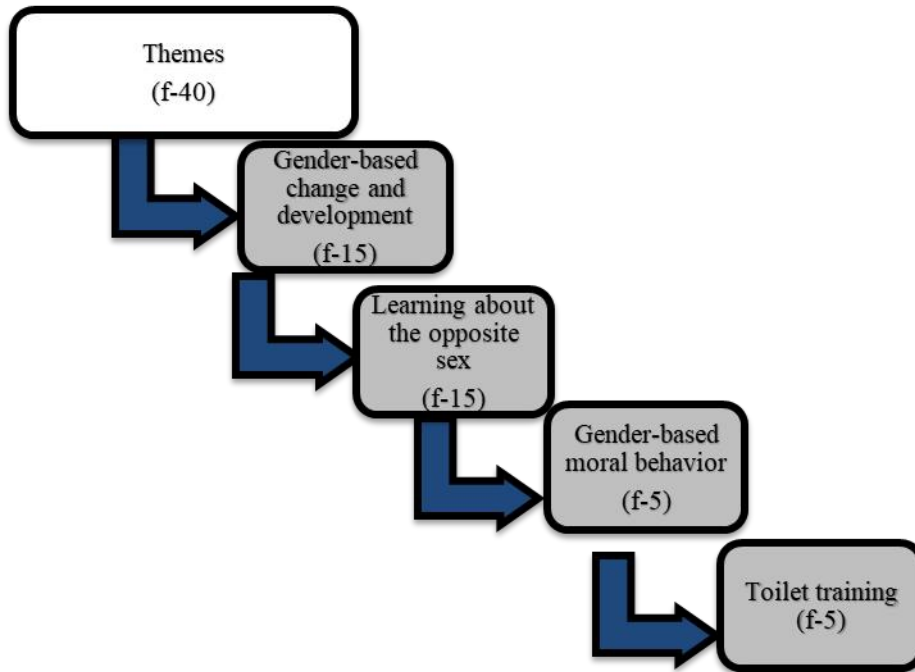 Themes
(f-40)
Gender-based
change and
development
(f-15)
Learning about
the opposite
sex
(f-15)
Gender-based
moral behavior
(f-5)
Toilet training
(f-5)